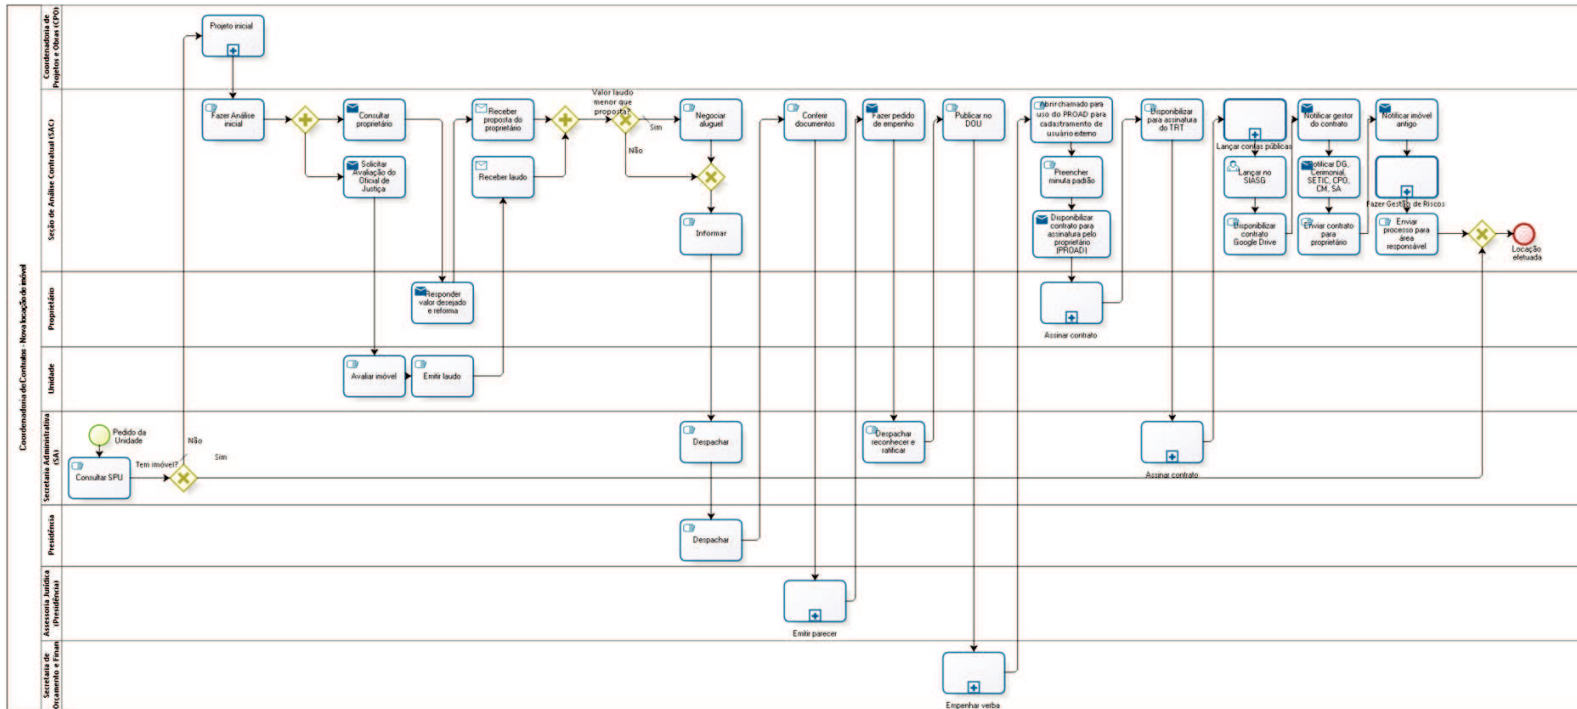 Coordenadoria de Contratos - Nova locação de imóvel
Coordenadoria de
Projetos e Obras (CPO)
Projeto inicial
Seção de Análise Contratual (SAC)
Fazer Análise
inicial
Consultar
proprietário
Solicitar
Avaliação do
Oficial de
Justiça
Receber
proposta do
proprietário
Receber laudo
Valor laudo
menor que
proposta?
Sim
Não
Negociar
aluguel
Informar
Conferir
documentos
Fazer pedido
de empenho
Publicar no
DOU
Abrir chamado para
uso do PROAD para
cadastramento de
usuário externo
Preencher
minuta padrão
Disponibilizar
contrato para
assinatura pelo
proprietário
(PROAD)
Disponibilizar
para assinatura
do TRT
Lançar contas públicas
Lançar no
SIASG
Disponibilizar
contrato
Google Drive
Notificar gestor
do contrato
Notificar DG,
Cerimonial,
SETIC, CPO,
CM, SA
Enviar contrato
para
proprietário
Notificar imóvel
antigo
Fazer Gestão de Riscos
Enviar
processo para
área
responsável
Locação
efetuada
Proprietário
Responder
valor desejado
e reforma
Assinar contrato
Unidade
Avaliar imóvel
Emitir laudo
Secretaria Administrativa
(SA)
Pedido da
Unidade
Consultar SPU
Tem imóvel?
Não
Sim
Despachar
Despachar
reconhecer e
ratificar
Assinar contrato
Presidência
Despachar
Assessoria Jurídica
(Presidência)
Emitir parecer
Secretaria de
Orçamento e Finan
Empenhar verba